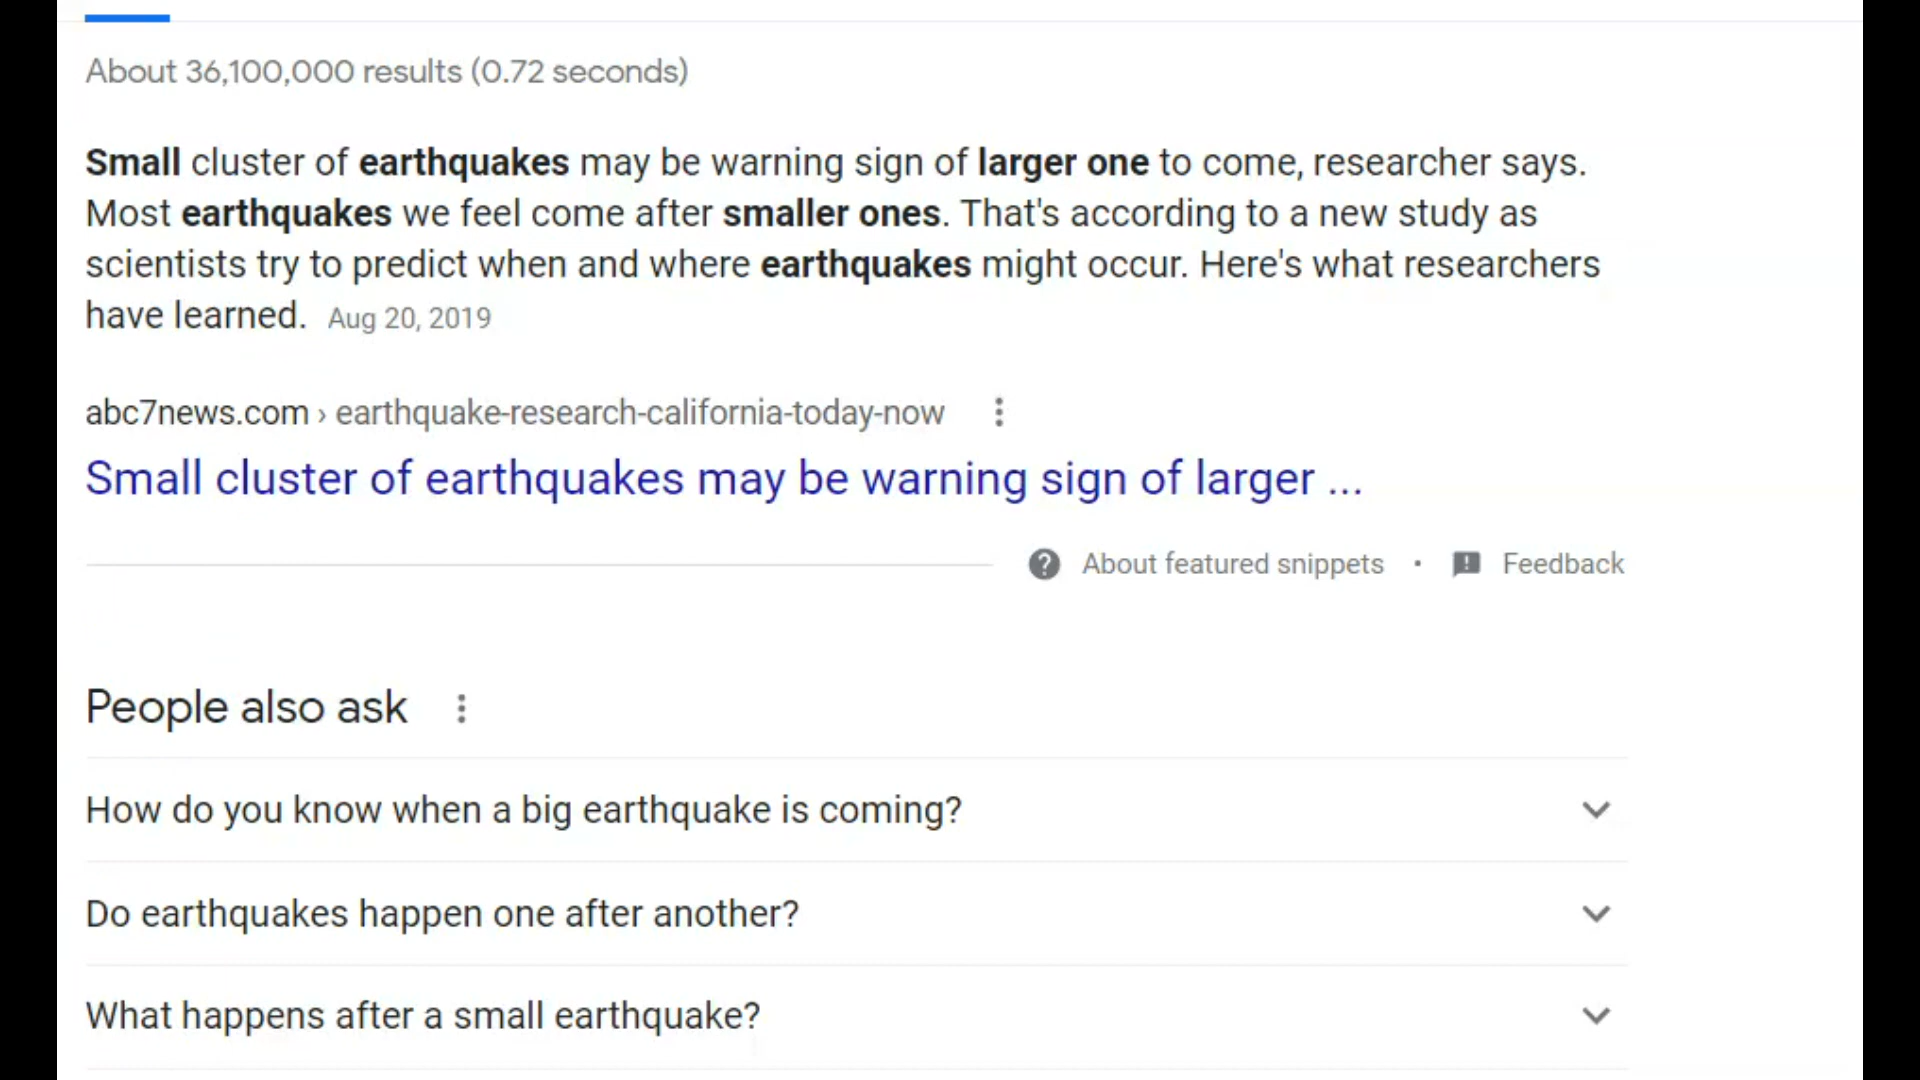 About 36,100,000 results (0.72 seconds)
Small cluster of earthquakes may be warning sign of larger one to come, researcher says.
Most earthquakes we feel come after smaller ones. That's according to a new study as
scientists try to predict when and where earthquakes might occur. Here's what researchers
have learned. Aug 20, 2019
abc7news.com › earthquake-research-california-today-now
Small cluster of earthquakes may be warning sign of larger ...
About featured snippets • Feedback
People also ask
How do you know when a big earthquake is coming?
Do earthquakes happen one after another?
What happens after a small earthquake?